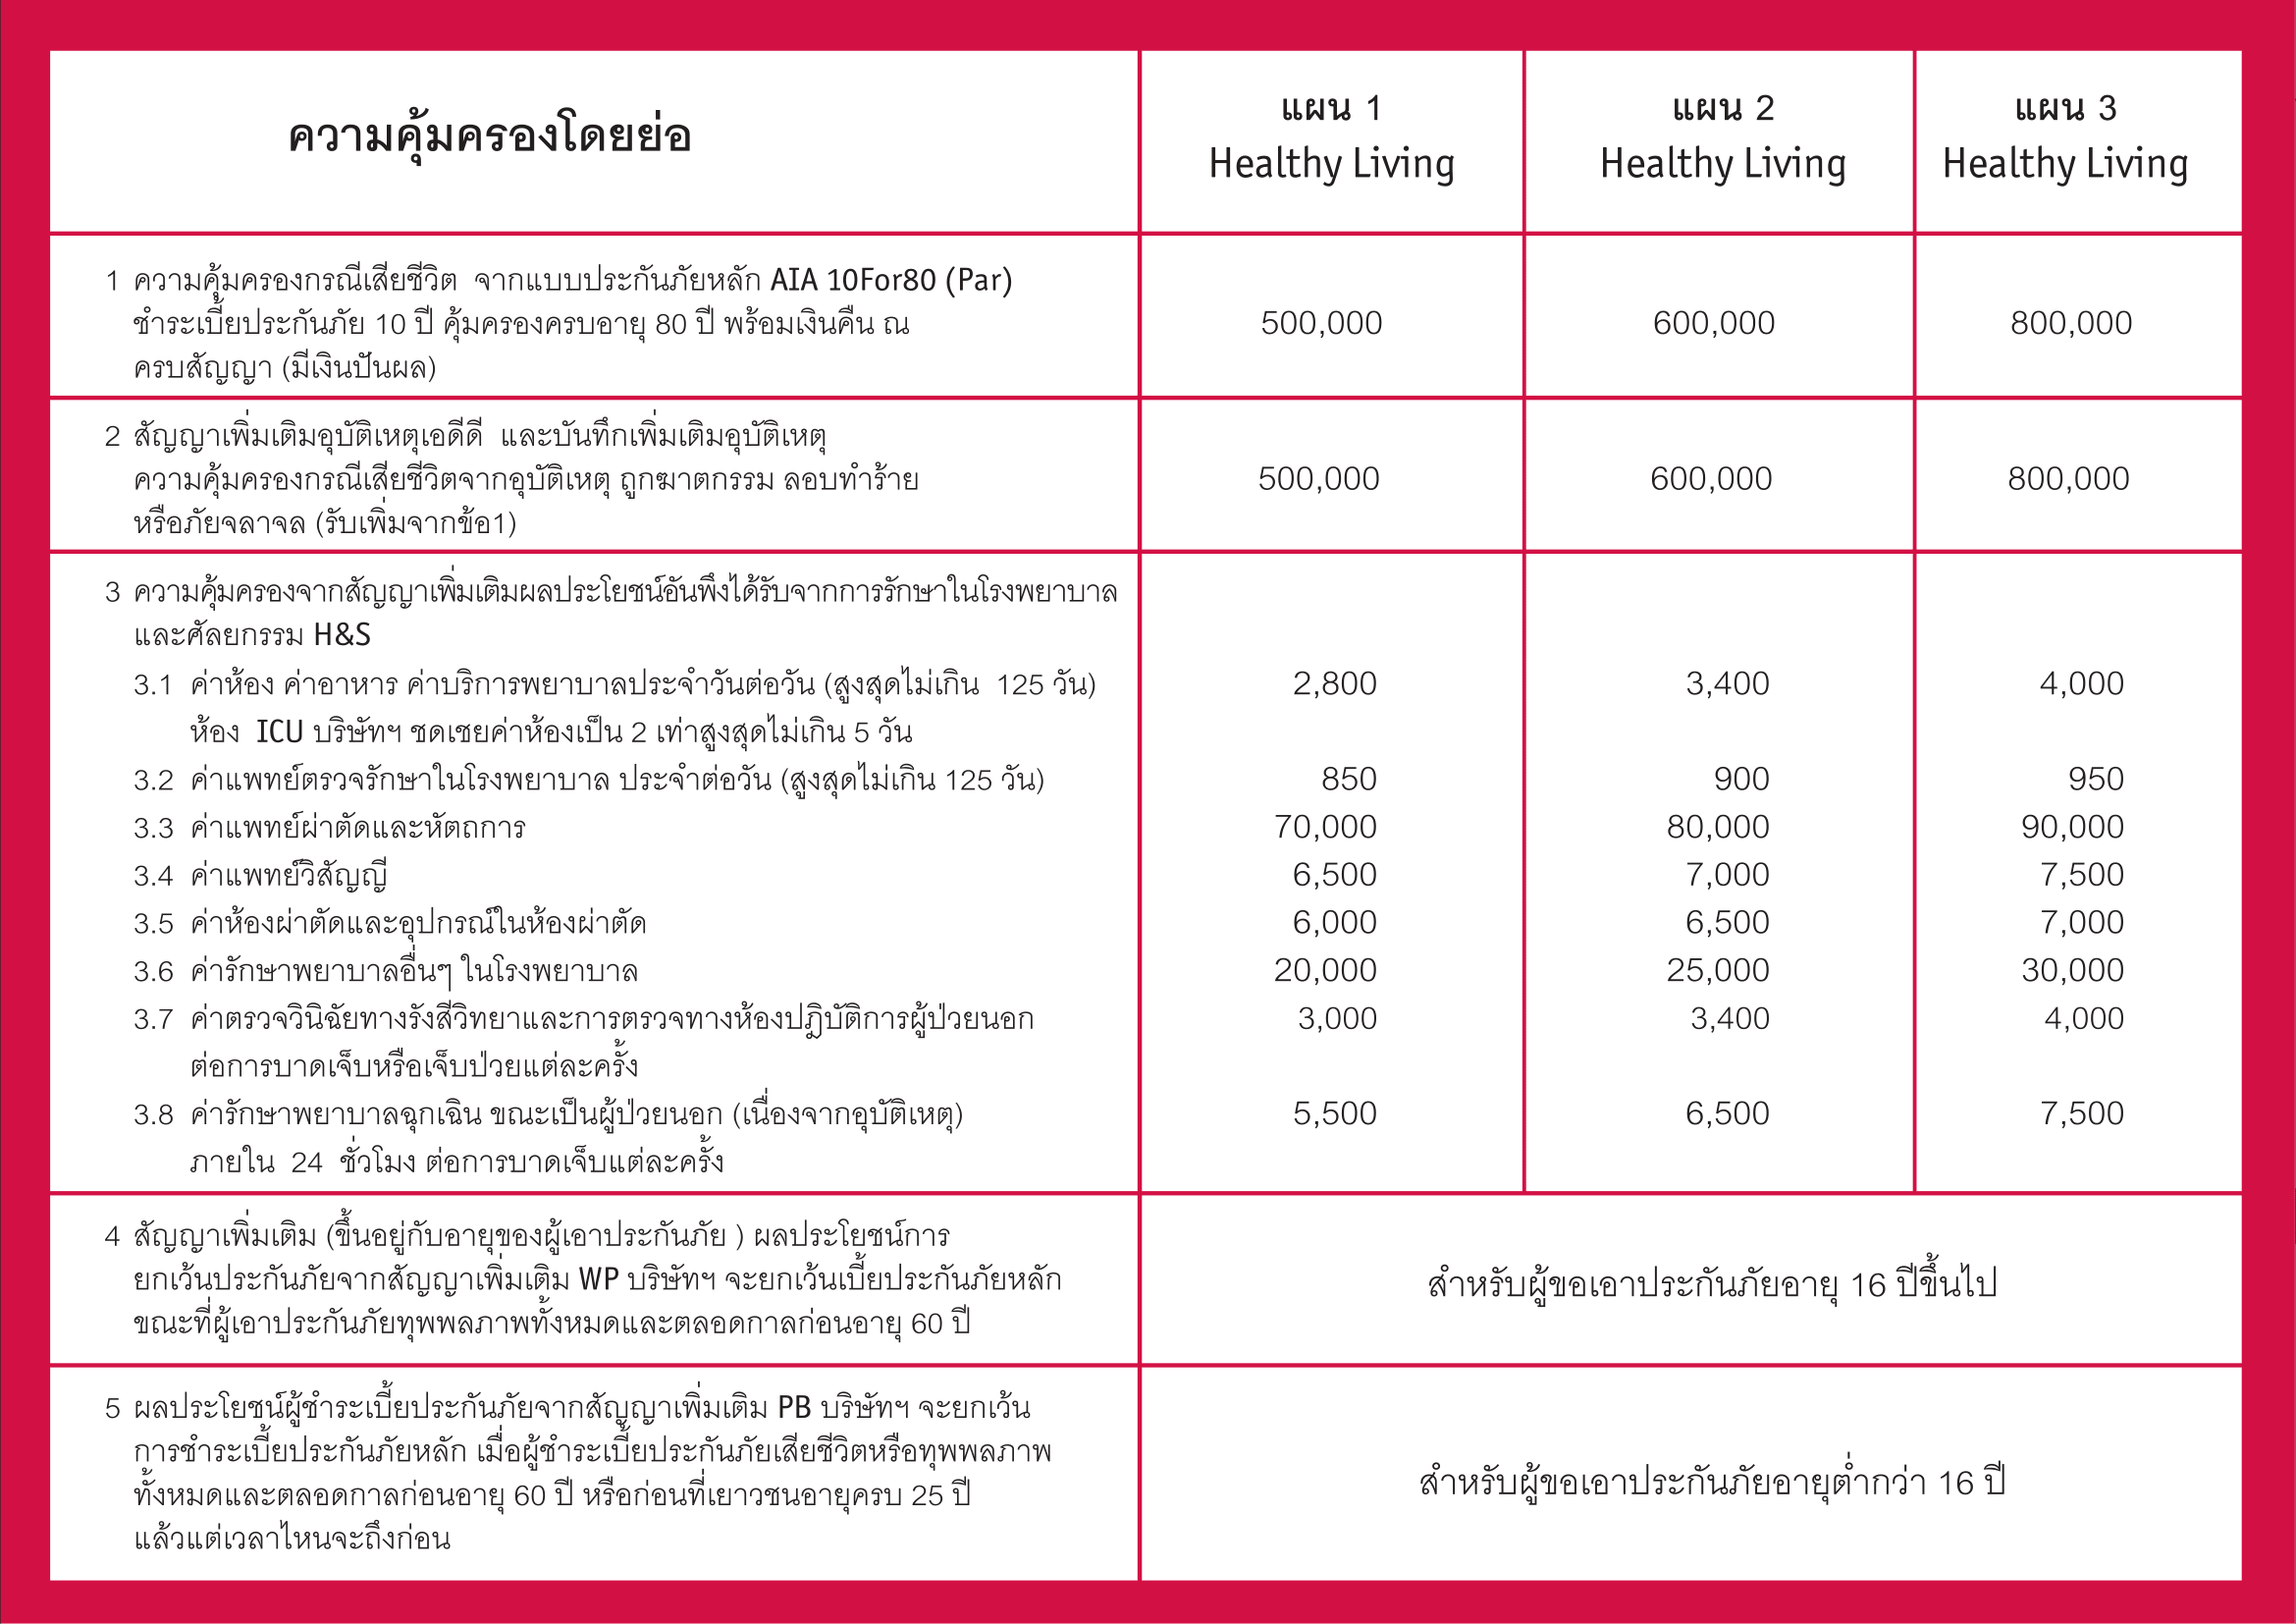 ความคุ้มครองโดยย่อ
แผน 1
Healthy Living
แผน 2
Healthy Living
แผน 3
Healthy Living
1 ความคุ้มครองกรณีเสียชีวิต จากแบบประกันภัยหลัก AIA 10For80 (Par)
ชำระเบี้ยประกันภัย 10 ปี คุ้มครองครบอายุ 80 ปี พร้อมเงินคืน ณ
ครบสัญญา (มีเงินปันผล)
500,000
600,000
800,000
2 สัญญาเพิ่มเติมอุบัติเหตุเอดีดี และบันทึกเพิ่มเติมอุบัติเหตุ
ความคุ้มครองกรณีเสียชีวิตจากอุบัติเหตุ ถูกฆาตกรรม ลอบทำร้าย
หรือภัยจลาจล (รับเพิ่มจากข้อ1)
500,000
600,000
800,000
3 ความคุ้มครองจากสัญญาเพิ่มเติมผลประโยชน์อันพึงได้รับจากการรักษาในโรงพยาบาล
และศัลยกรรม H&S
3.1 ค่าห้อง ค่าอาหาร ค่าบริการพยาบาลประจำวันต่อวัน (สูงสุดไม่เกิน 125 วัน) 2,800 3,400 4,000
ห้อง ICU บริษัทฯ ชดเชยค่าห้องเป็น 2 เท่าสูงสุดไม่เกิน 5 วัน
3.2 ค่าแพทย์ตรวจรักษาในโรงพยาบาล ประจำต่อวัน (สูงสุดไม่เกิน 125 วัน) 850 900 950
3.3 ค่าแพทย์ผ่าตัดและหัตถการ 70,000 80,000 90,000
3.4 ค่าแพทย์วิสัญญี 6,500 7,000 7,500
3.5 ค่าห้องผ่าตัดและอุปกรณ์ในห้องผ่าตัด 6,000 6,500 7,000
3.6 ค่ารักษาพยาบาลอื่นๆ ในโรงพยาบาล 20,000 25,000 30,000
3.7 ค่าตรวจวินิฉัยทางรังสีวิทยาและการตรวจทางห้องปฎิบัติการผู้ป่วยนอก 3,000 3,400 4,000
ต่อการบาดเจ็บหรือเจ็บป่วยแต่ละครั้ง
3.8 ค่ารักษาพยาบาลฉุกเฉิน ขณะเป็นผู้ป่วยนอก (เนื่องจากอุบัติเหตุ) 5,500 6,500 7,500
ภายใน 24 ชั่วโมง ต่อการบาดเจ็บแต่ละครั้ง
4 สัญญาเพิ่มเติม (ขึ้นอยู่กับอายุของผู้เอาประกันภัย ) ผลประโยชน์การ
ยกเว้นประกันภัยจากสัญญาเพิ่มเติม WP บริษัทฯ จะยกเว้นเบี้ยประกันภัยหลัก
ขณะที่ผู้เอาประกันภัยทุพพลภาพทั้งหมดและตลอดกาลก่อนอายุ 60 ปี
สำหรับผู้ขอเอาประกันภัยอายุ 16 ปีขึ้นไป
5 ผลประโยชน์ผู้ชำระเบี้ยประกันภัยจากสัญญาเพิ่มเติม PB บริษัทฯ จะยกเว้น
การชำระเบี้ยประกันภัยหลัก เมื่อผู้ชำระเบี้ยประกันภัยเสียชีวิตหรือทุพพลภาพ
ทั้งหมดและตลอดกาลก่อนอายุ 60 ปี หรือก่อนที่เยาวชนอายุครบ 25 ปี
แล้วแต่เวลาไหนจะถึงก่อน
สำหรับผู้ขอเอาประกันภัยอายุต่ำกว่า 16 ปี